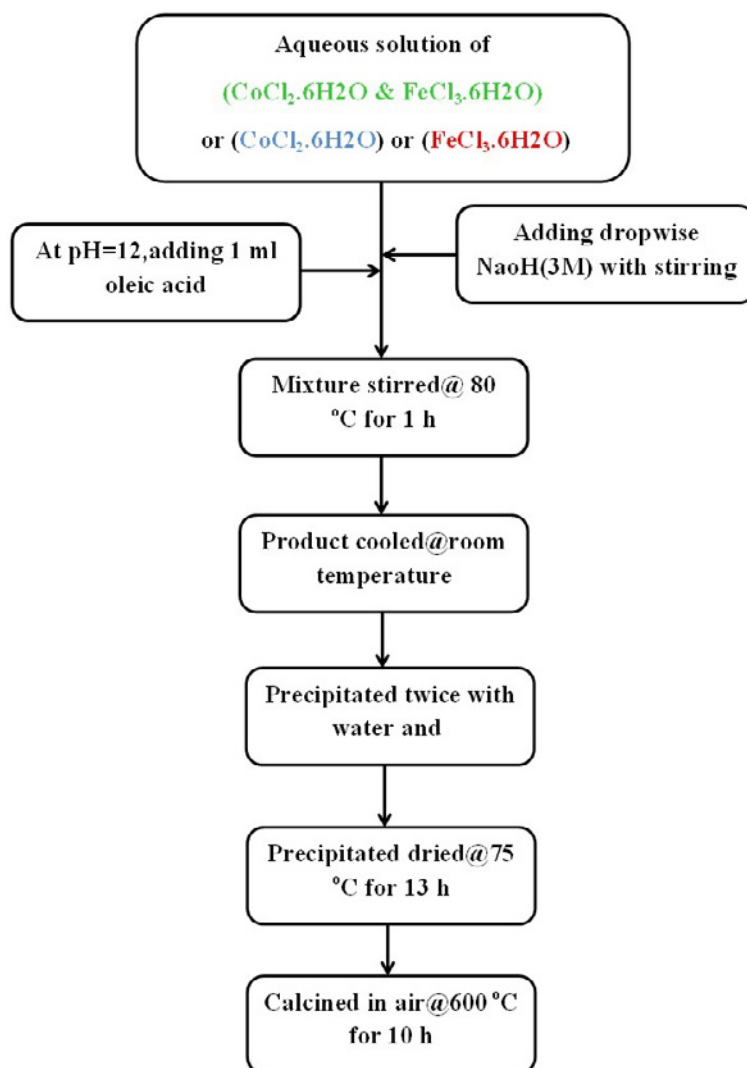 Aqueous solution of
(CoCl₂.6H2O & FeCl₃.6H2O)
or (CoCl₂.6H2O) or (FeCl₃.6H2O)
At pH=12,adding 1 ml
oleic acid
Adding dropwise
NaoH(3M) with stirring
Mixture stirred@ 80
°C for 1 h
Product cooled@room
temperature
Precipitated twice with
water and
Precipitated dried@75
°C for 13 h
Calcined in air@600 °C
for 10 h